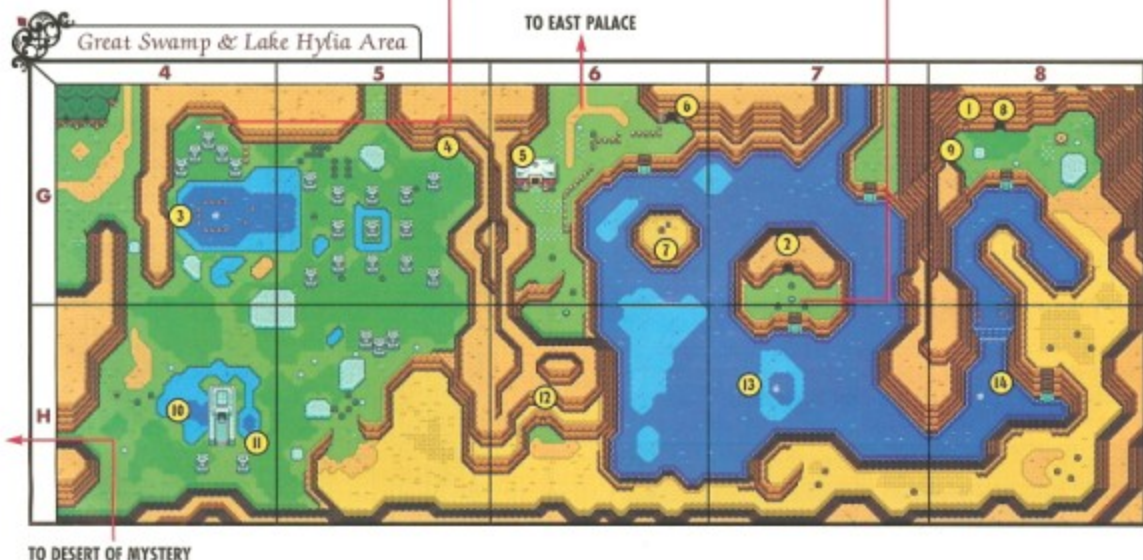 TO EAST PALACE
Great Swamp & Lake Hylia Area
4 5 6 7 8
6 1 8
4 5 9
G
3 2
7
13 14
12
H
10
11
TO DESERT OF MYSTERY